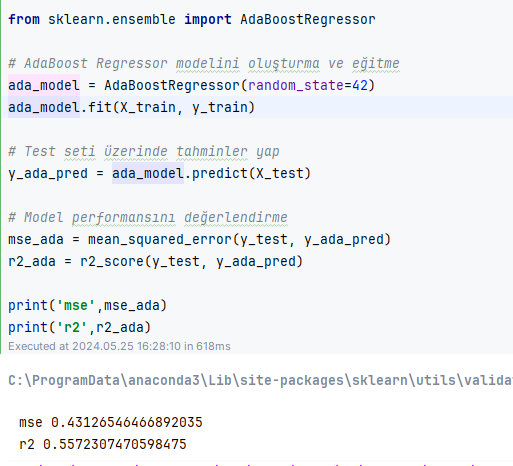 from sklearn.ensemble import AdaBoostRegressor
# AdaBoost Regressor modelini oluşturma ve eğitme
ada_model = AdaBoostRegressor(random_state=42)
ada_model.fit(X_train, y_train)
# Test seti üzerinde tahminler yap
y_ada_pred = ada_model.predict(X_test)
# Model performansını değerlendirme
mse_ada = mean_squared_error(y_test, y_ada_pred)
r2_ada = r2_score(y_test, y_ada_pred)
print('mse',mse_ada)
print('r2',r2_ada)
Executed at 2024.05.25 16:28:10 in 618ms
C:\ProgramData\anaconda3\Lib\site-packages\sklearn\utils\valida
mse 0.43126546466892035
r2 0.5572307470598475